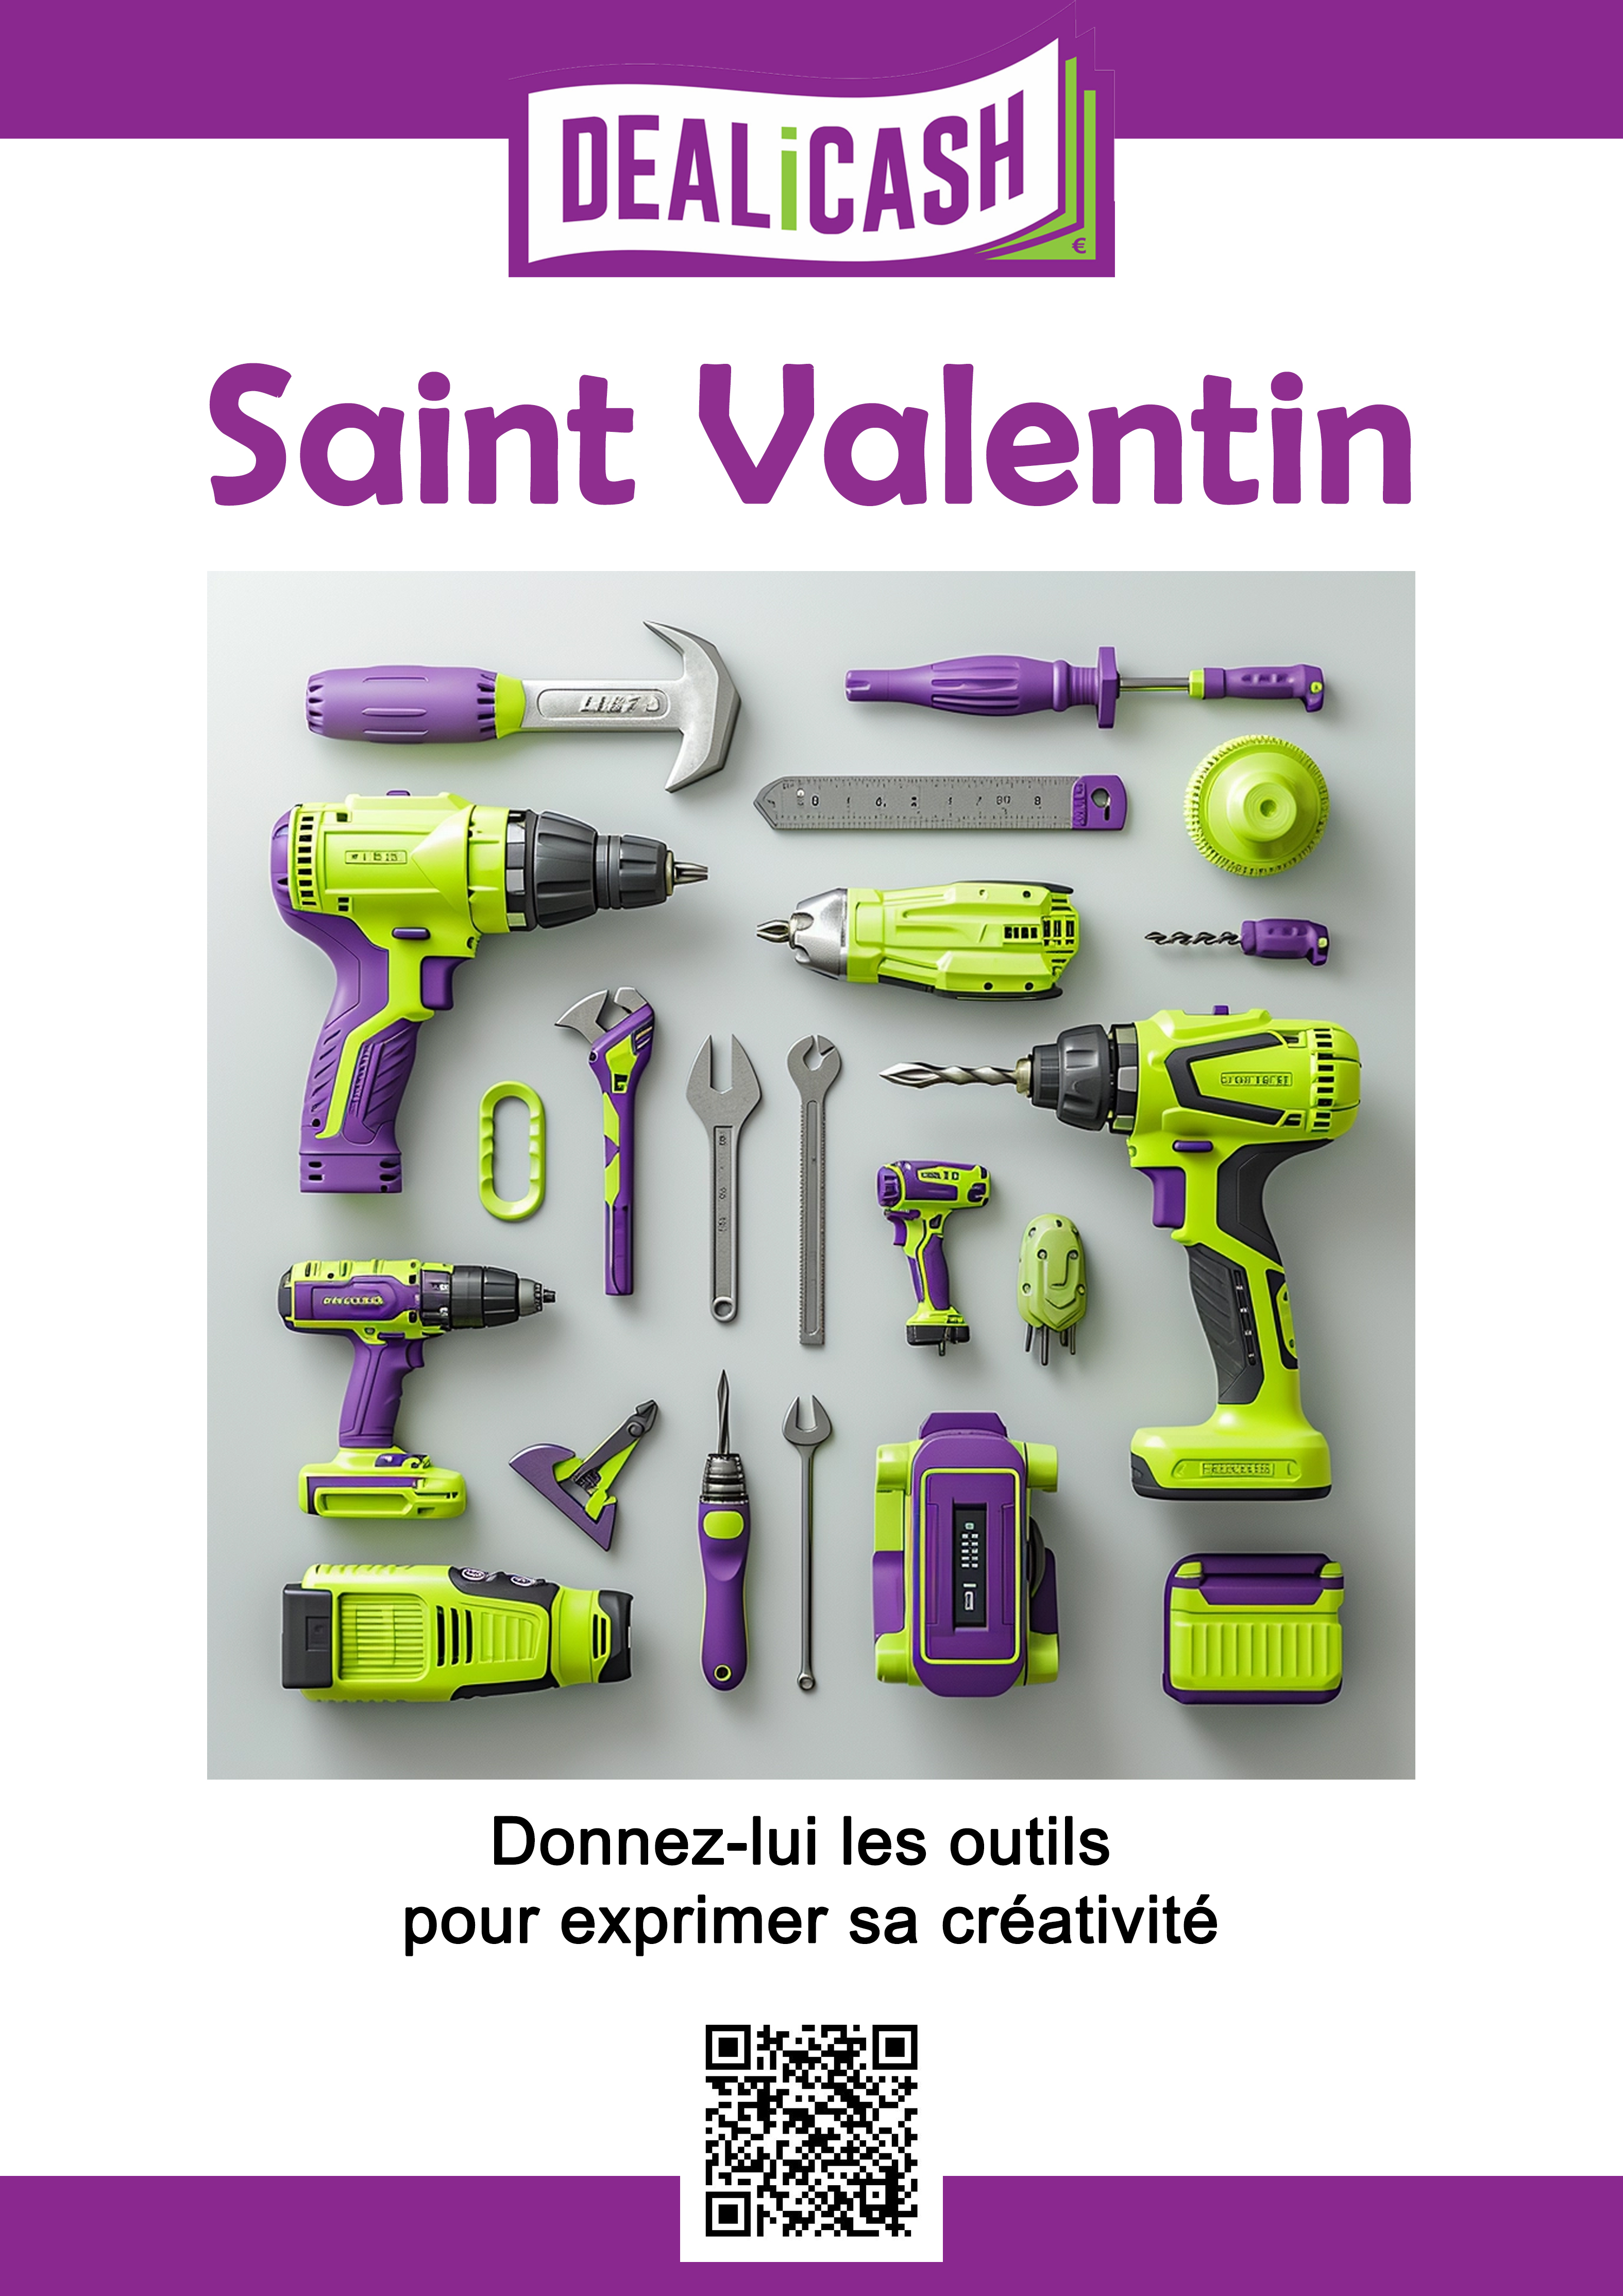 DEALiCASH
€
Saint Valentin
Donnez-lui les outils
pour exprimer sa créativité